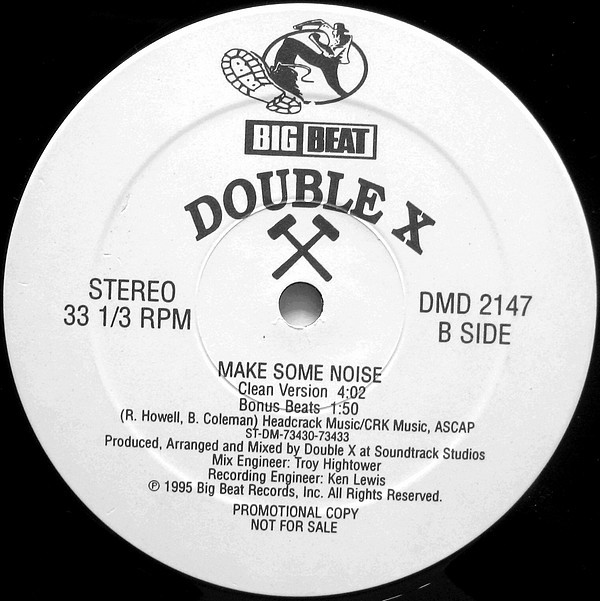 BIG BEAT
DOUBLE X
STEREO
33 1/3 RPM
DMD 2147
B SIDE
MAKE SOME NOISE
Clean Version 4:02
Bonus Beats 1:50
(R. Howell, B. Coleman) Headcrack Music/CRK Music, ASCAP
ST-DM-73430-73433
Produced, Arranged and Mixed by Double X at Soundtrack Studios
Mix Engineer: Troy Hightower
Recording Engineer: Ken Lewis
℗ 1995 Big Beat Records, Inc. All Rights Reserved.
PROMOTIONAL COPY
NOT FOR SALE